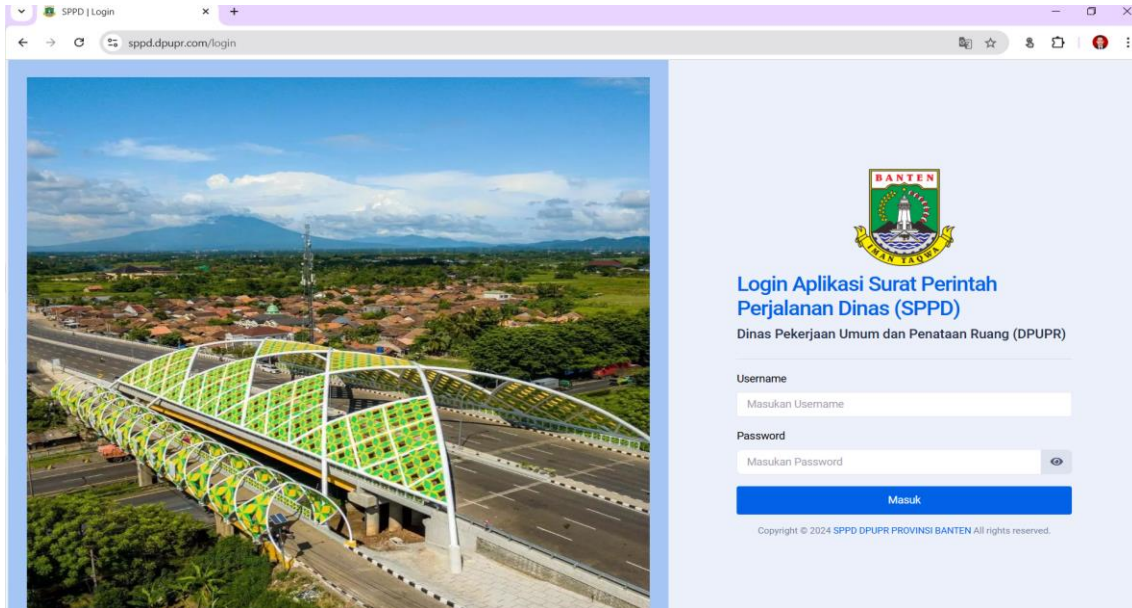 SPPD | Login
sppd.dpupr.com/login
BANTEN
IMAN TAQWA
Login Aplikasi Surat Perintah
Perjalanan Dinas (SPPD)
Dinas Pekerjaan Umum dan Penataan Ruang (DPUPR)
Username
Masukan Username
Password
Masukan Password
Masuk
Copyright © 2024 SPPD DPUPR PROVINSI BANTEN All rights reserved.